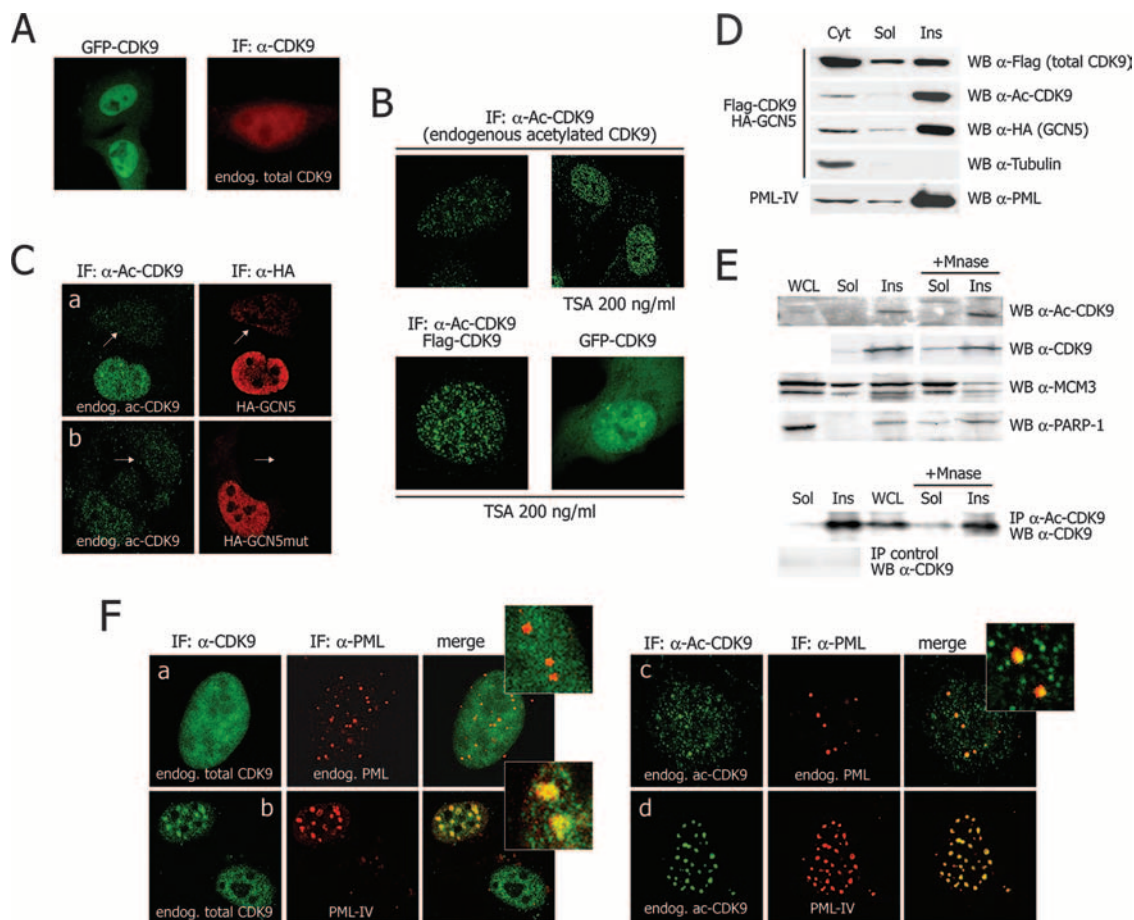 A
GFP-CDK9
IF: α-CDK9
endog. total CDK9
B
IF: α-Ac-CDK9
(endogenous acetylated CDK9)
TSA 200 ng/ml
IF: α-Ac-CDK9
Flag-CDK9
GFP-CDK9
TSA 200 ng/ml
C
IF: α-Ac-CDK9
IF: α-HA
a
endog. ac-CDK9
HA-GCN5
b
endog. ac-CDK9
HA-GCN5mut
D
Cyt
Sol
Ins
Flag-CDK9
HA-GCN5
WB α-Flag (total CDK9)
WB α-Ac-CDK9
WB α-HA (GCN5)
WB α-Tubulin
PML-IV
WB α-PML
E
+Mnase
WCL
Sol
Ins
Sol
Ins
WB α-Ac-CDK9
WB α-CDK9
WB α-MCM3
WB α-PARP-1
+Mnase
Sol
Ins
WCL
Sol
Ins
IP α-Ac-CDK9
WB α-CDK9
IP control
WB α-CDK9
F
IF: α-CDK9
IF: α-PML
merge
a
endog. total CDK9
endog. PML
b
endog. total CDK9
PML-IV
IF: α-Ac-CDK9
IF: α-PML
merge
c
endog. ac-CDK9
endog. PML
d
endog. ac-CDK9
PML-IV